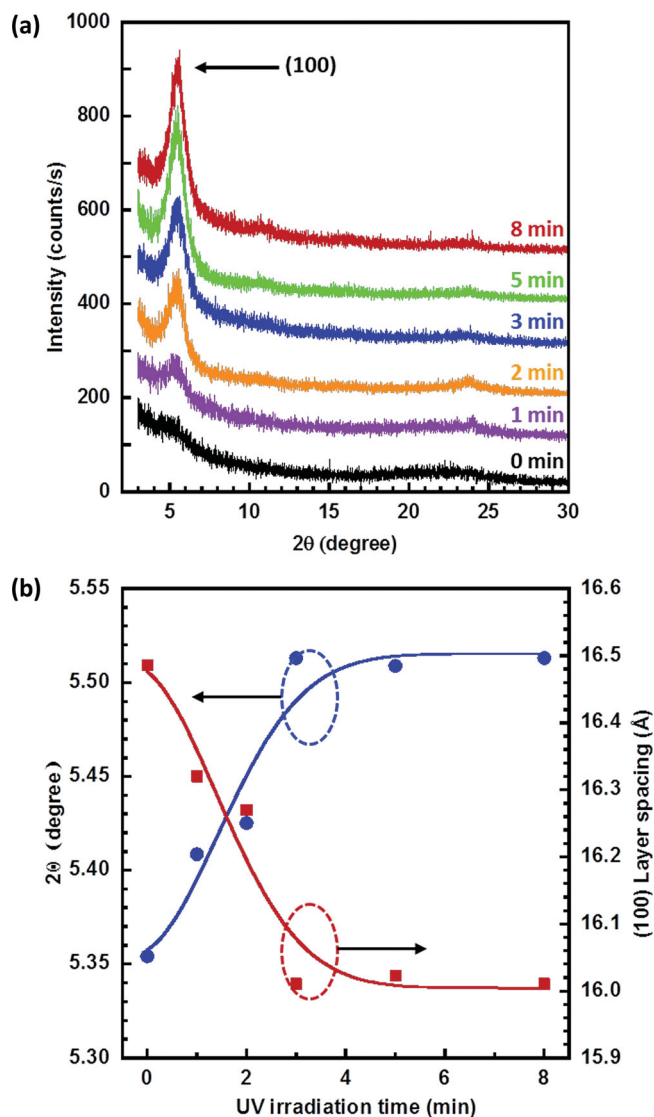 (a)
1000
800
600
400
200
0
Intensity (counts/s)
(100)
8 min
5 min
3 min
2 min
1 min
0 min
5 10 15 20 25 30
2θ (degree)
(b)
5.55
5.50
5.45
5.40
5.35
5.30
2θ (degree)
16.6
16.5
16.4
16.3
16.2
16.1
16.0
15.9
(100) Layer spacing (Å)
0 2 4 6 8
UV irradiation time (min)